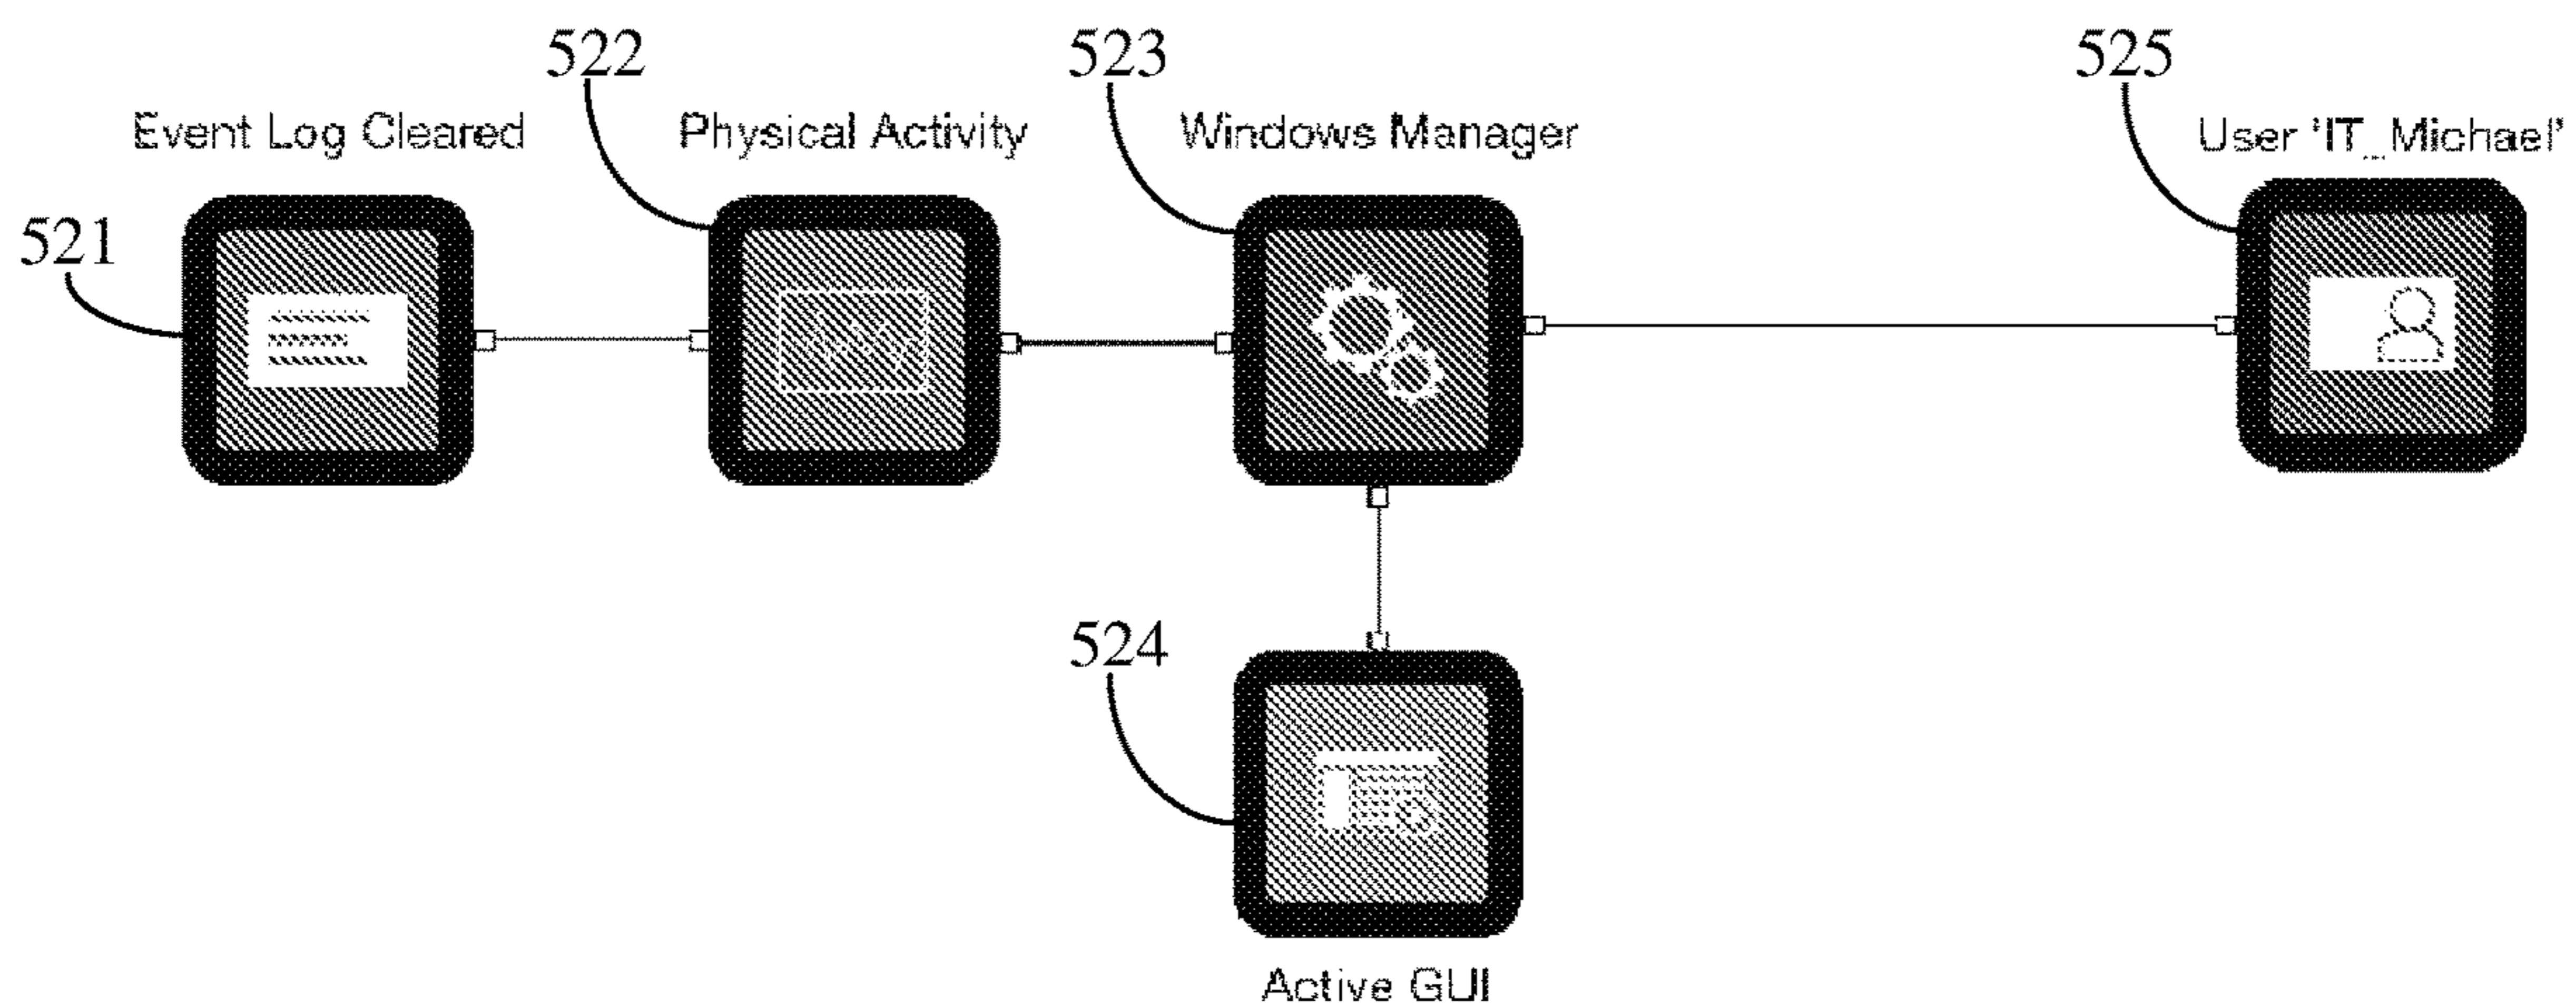 522
523
525
Event Log Cleared
Physical Activity
Windows Manager
User 'IT_Michael'
521
524
Active GUI